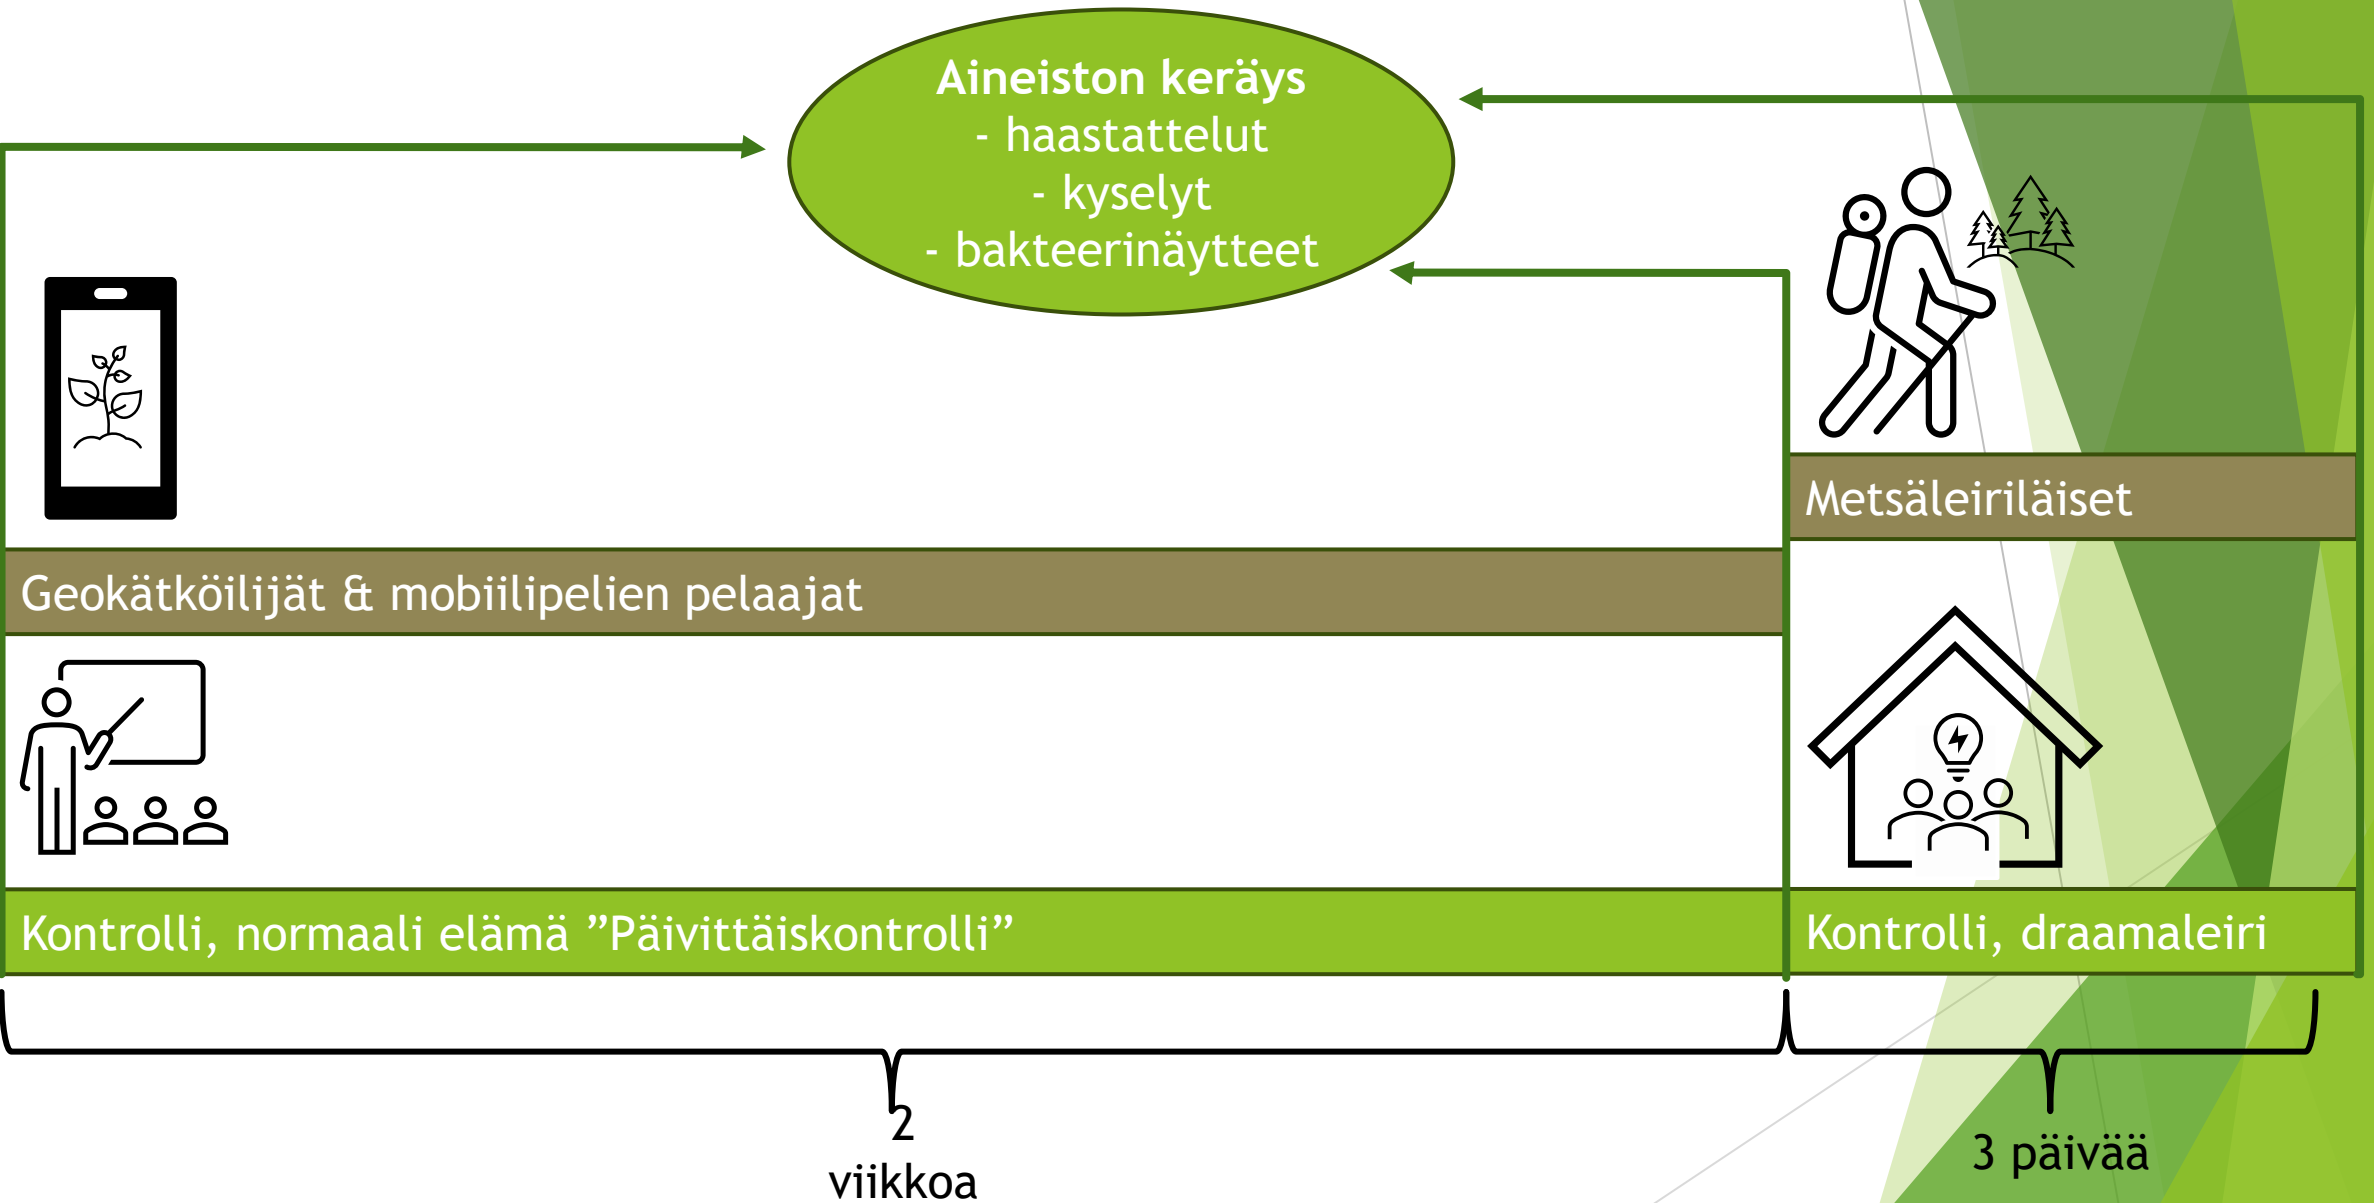 Aineiston keräys
- haastattelut
- kyselyt
- bakteerinäytteet
Metsäleiriläiset
Geokätköilijät & mobiilipelien pelaajat
Kontrolli, normaali elämä ”Päivittäiskontrolli”
Kontrolli, draamaleiri
2
viikkoa
3 päivää